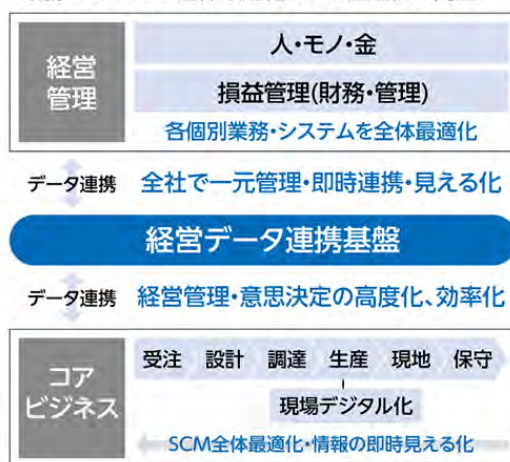 経営
管理
人・モノ・金
損益管理(財務・管理)
各個別業務・システムを全体最適化
データ連携
全社で一元管理・即時連携・見える化
経営データ連携基盤
データ連携
経営管理・意思決定の高度化、効率化
コア
ビジネス
受注 設計 調達 生産 現地 保守
現場デジタル化
SCM全体最適化・情報の即時見える化